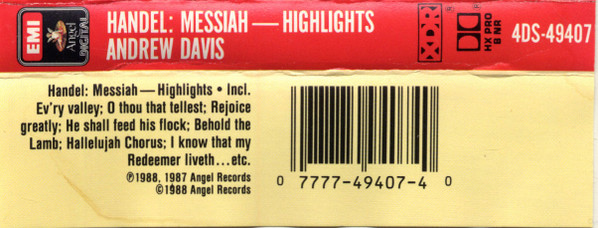 EMI
Angel
DIGITAL
HANDEL: MESSIAH — HIGHLIGHTS
ANDREW DAVIS
XDR
HX PRO
B NR
4DS-49407
Handel: Messiah — Highlights • Incl.
Ev'ry valley; O thou that tellest; Rejoice
greatly; He shall feed his flock; Behold the
Lamb; Hallelujah Chorus; I know that my
Redeemer liveth...etc.
℗1988, 1987 Angel Records
©1988 Angel Records
0 7777-49407-4 0